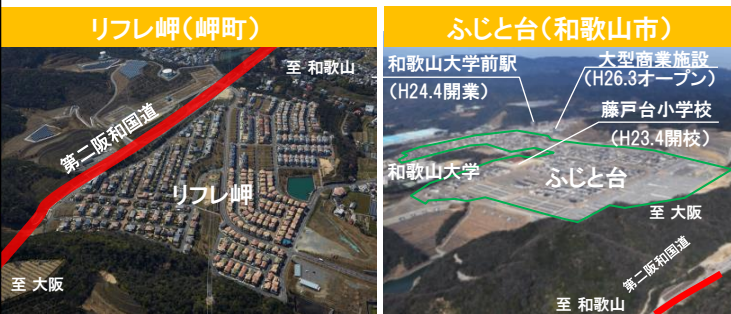 リフレ岬(岬町)
至 和歌山
第二阪和国道
リフレ岬
至 大阪
ふじと台(和歌山市)
和歌山大学前駅
(H24.4開業)
大型商業施設
(H26.3オープン)
藤戸台小学校
(H23.4開校)
和歌山大学
ふじと台
至 大阪
第二阪和国道
至 和歌山